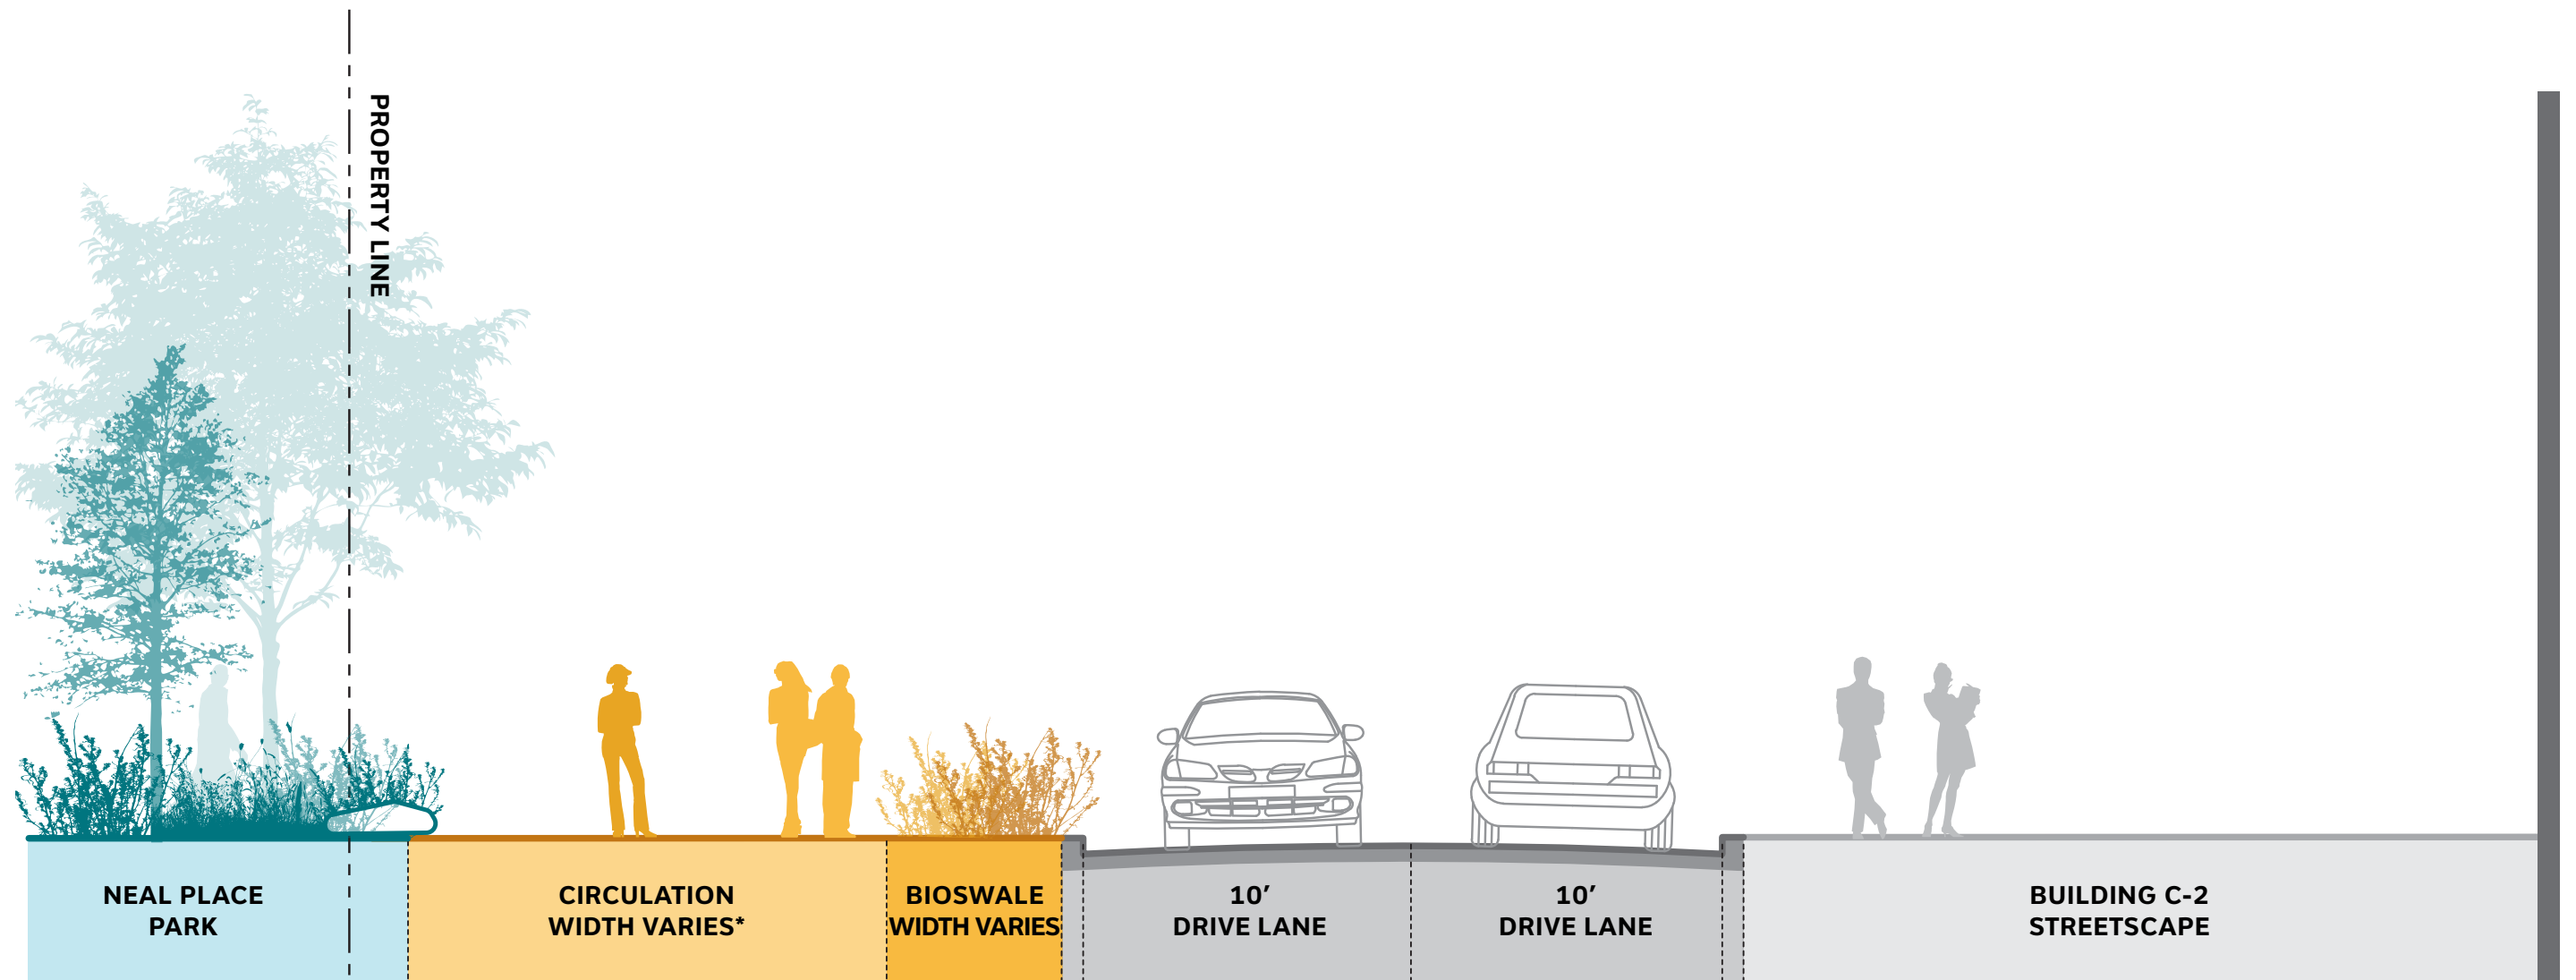 PROPERTY LINE
NEAL PLACE
PARK
CIRCULATION
WIDTH VARIES*
BIOSWALE
WIDTH VARIES
10′
DRIVE LANE
10′
DRIVE LANE
BUILDING C-2
STREETSCAPE